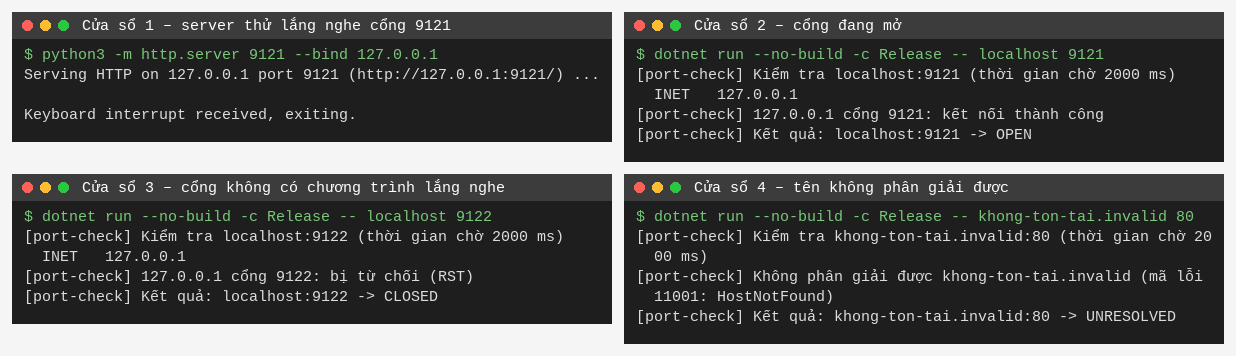 Cửa sổ 1 – server thử lắng nghe cổng 9121
$ python3 -m http.server 9121 --bind 127.0.0.1
Serving HTTP on 127.0.0.1 port 9121 (http://127.0.0.1:9121/) ...
Keyboard interrupt received, exiting.
Cửa sổ 2 – cổng đang mở
$ dotnet run --no-build -c Release -- localhost 9121
[port-check] Kiểm tra localhost:9121 (thời gian chờ 2000 ms)
  INET   127.0.0.1
[port-check] 127.0.0.1 cổng 9121: kết nối thành công
[port-check] Kết quả: localhost:9121 -> OPEN
Cửa sổ 3 – cổng không có chương trình lắng nghe
$ dotnet run --no-build -c Release -- localhost 9122
[port-check] Kiểm tra localhost:9122 (thời gian chờ 2000 ms)
  INET   127.0.0.1
[port-check] 127.0.0.1 cổng 9122: bị từ chối (RST)
[port-check] Kết quả: localhost:9122 -> CLOSED
Cửa sổ 4 – tên không phân giải được
$ dotnet run --no-build -c Release -- khong-ton-tai.invalid 80
[port-check] Kiểm tra khong-ton-tai.invalid:80 (thời gian chờ 20
  00 ms)
[port-check] Không phân giải được khong-ton-tai.invalid (mã lỗi
  11001: HostNotFound)
[port-check] Kết quả: khong-ton-tai.invalid:80 -> UNRESOLVED